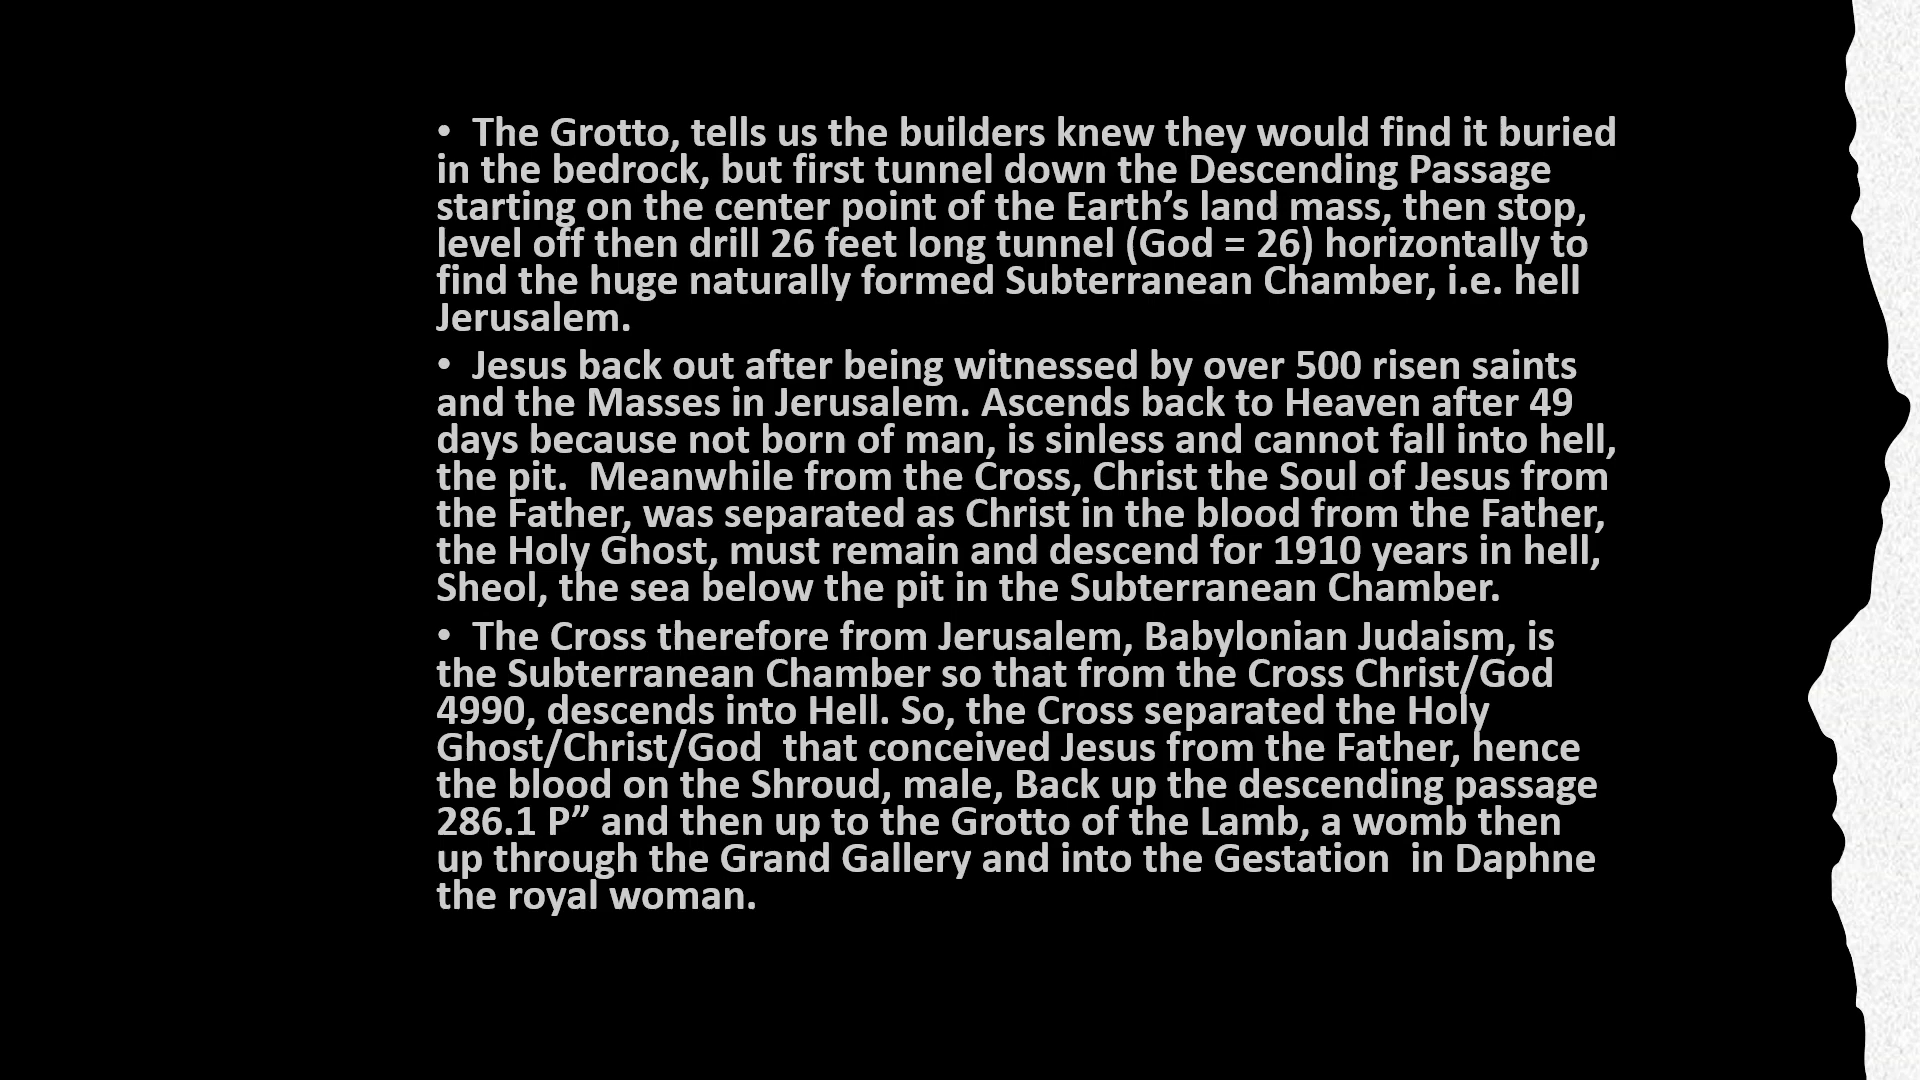 • The Grotto, tells us the builders knew they would find it buried
in the bedrock, but first tunnel down the Descending Passage
starting on the center point of the Earth’s land mass, then stop,
level off then drill 26 feet long tunnel (God = 26) horizontally to
find the huge naturally formed Subterranean Chamber, i.e. hell
Jerusalem.
• Jesus back out after being witnessed by over 500 risen saints
and the Masses in Jerusalem. Ascends back to Heaven after 49
days because not born of man, is sinless and cannot fall into hell,
the pit.  Meanwhile from the Cross, Christ the Soul of Jesus from
the Father, was separated as Christ in the blood from the Father,
the Holy Ghost, must remain and descend for 1910 years in hell,
Sheol, the sea below the pit in the Subterranean Chamber.
• The Cross therefore from Jerusalem, Babylonian Judaism, is
the Subterranean Chamber so that from the Cross Christ/God
4990, descends into Hell. So, the Cross separated the Holy
Ghost/Christ/God  that conceived Jesus from the Father, hence
the blood on the Shroud, male, Back up the descending passage
286.1 P” and then up to the Grotto of the Lamb, a womb then
up through the Grand Gallery and into the Gestation  in Daphne
the royal woman.